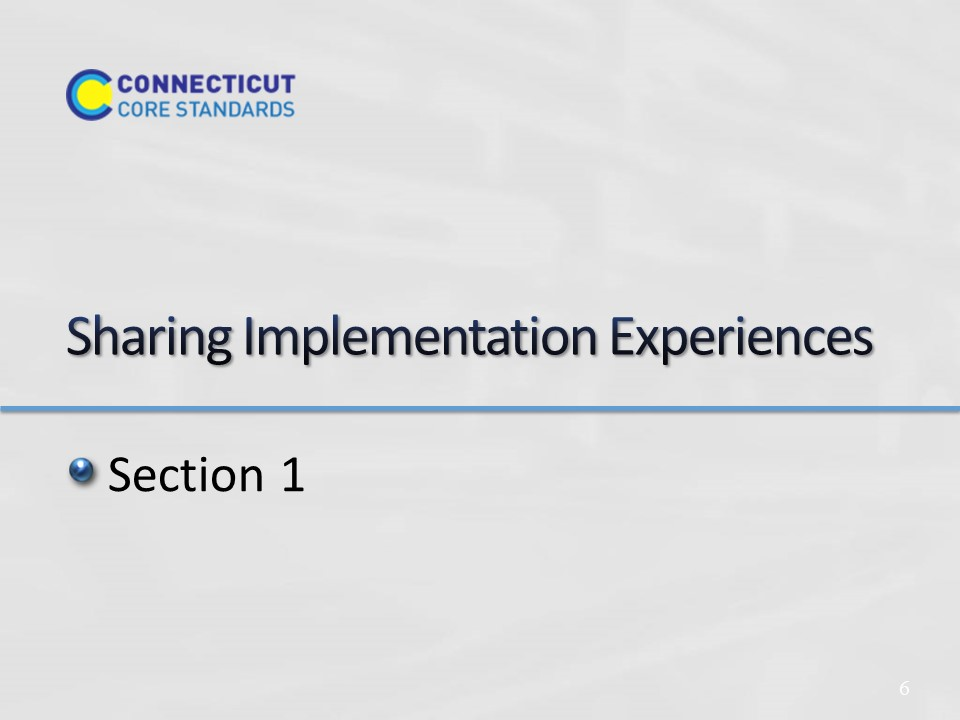 CONNECTICUT
CORE STANDARDS
Sharing Implementation Experiences
Section 1
6